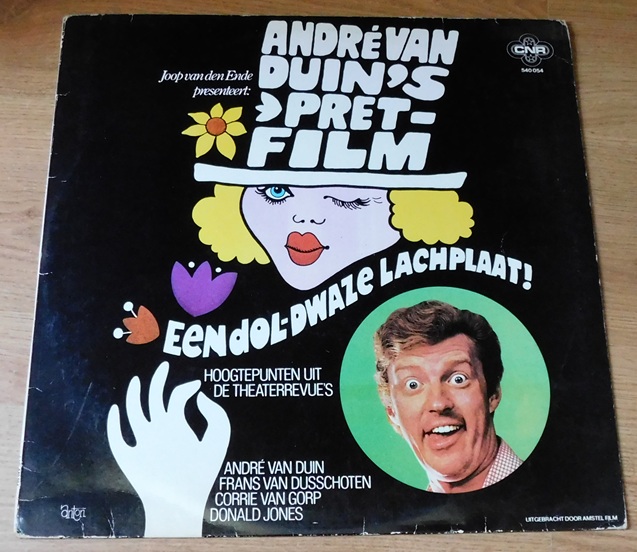 Joop van den Ende
presenteert:
ANDRÉ VAN
DUIN'S
PRET-
FILM
CNR
540 054
EEN dOL-DWAZE LACHPLAAT!
HOOGTEPUNTEN UIT
DE THEATERREVUE'S
ANDRÉ VAN DUIN
FRANS VAN DUSSCHOTEN
CORRIE VAN GORP
DONALD JONES
anton
UITGEBRACHT DOOR AMSTEL FILM